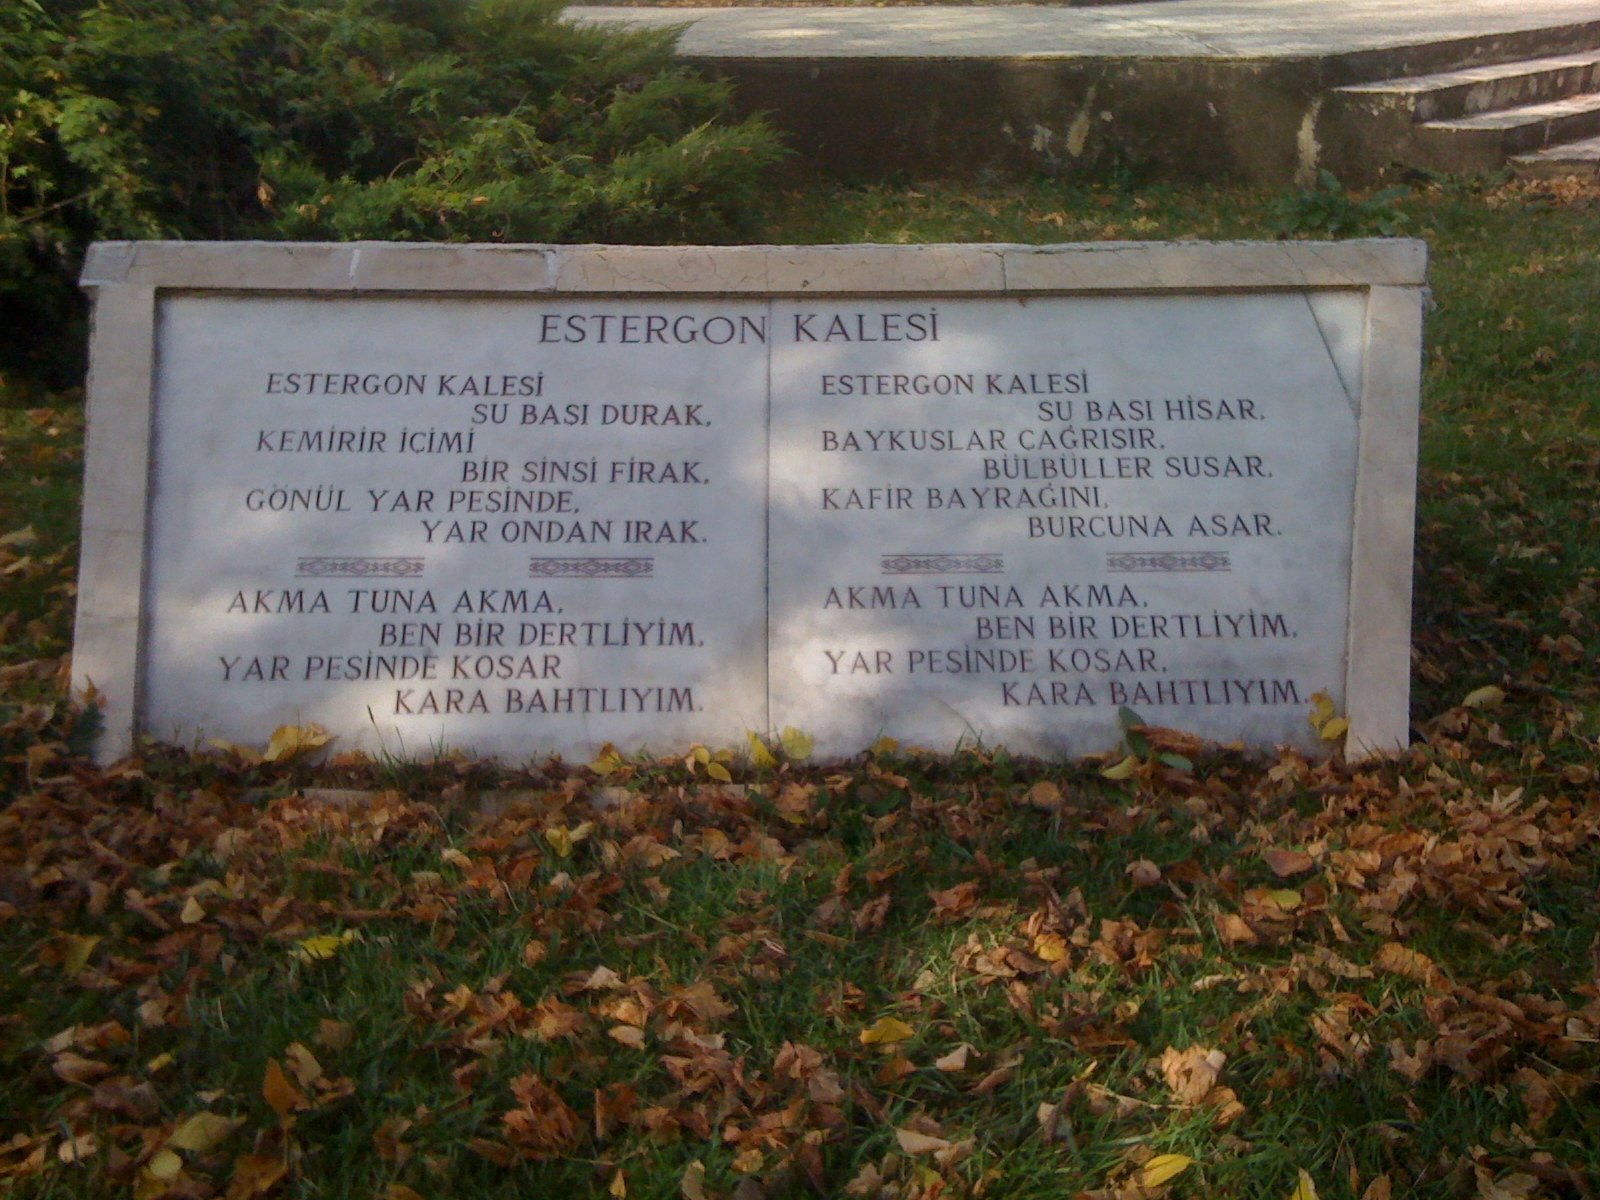 ESTERGON KALESİ
ESTERGON KALESİ
SU BAŞI DURAK,
KEMİRİR İÇİMİ
BİR SİNSİ FİRAK,
GÖNÜL YAR PEŞİNDE,
YAR ONDAN IRAK.
AKMA TUNA AKMA,
BEN BİR DERTLİYİM,
YAR PEŞİNDE KOŞAR
KARA BAHTLIYIM.
ESTERGON KALESİ
SU BAŞI HİSAR,
BAYKUŞLAR ÇAĞRIŞIR,
BÜLBÜLLER SUSAR,
KAFİR BAYRAĞINI,
BURCUNA ASAR.
AKMA TUNA AKMA,
BEN BİR DERTLİYİM,
YAR PEŞİNDE KOŞAR,
KARA BAHTLIYIM.